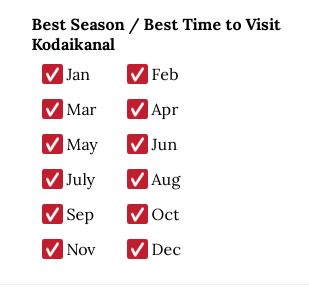 Best Season / Best Time to Visit
Kodaikanal
Jan Feb
Mar Apr
May Jun
July Aug
Sep Oct
Nov Dec